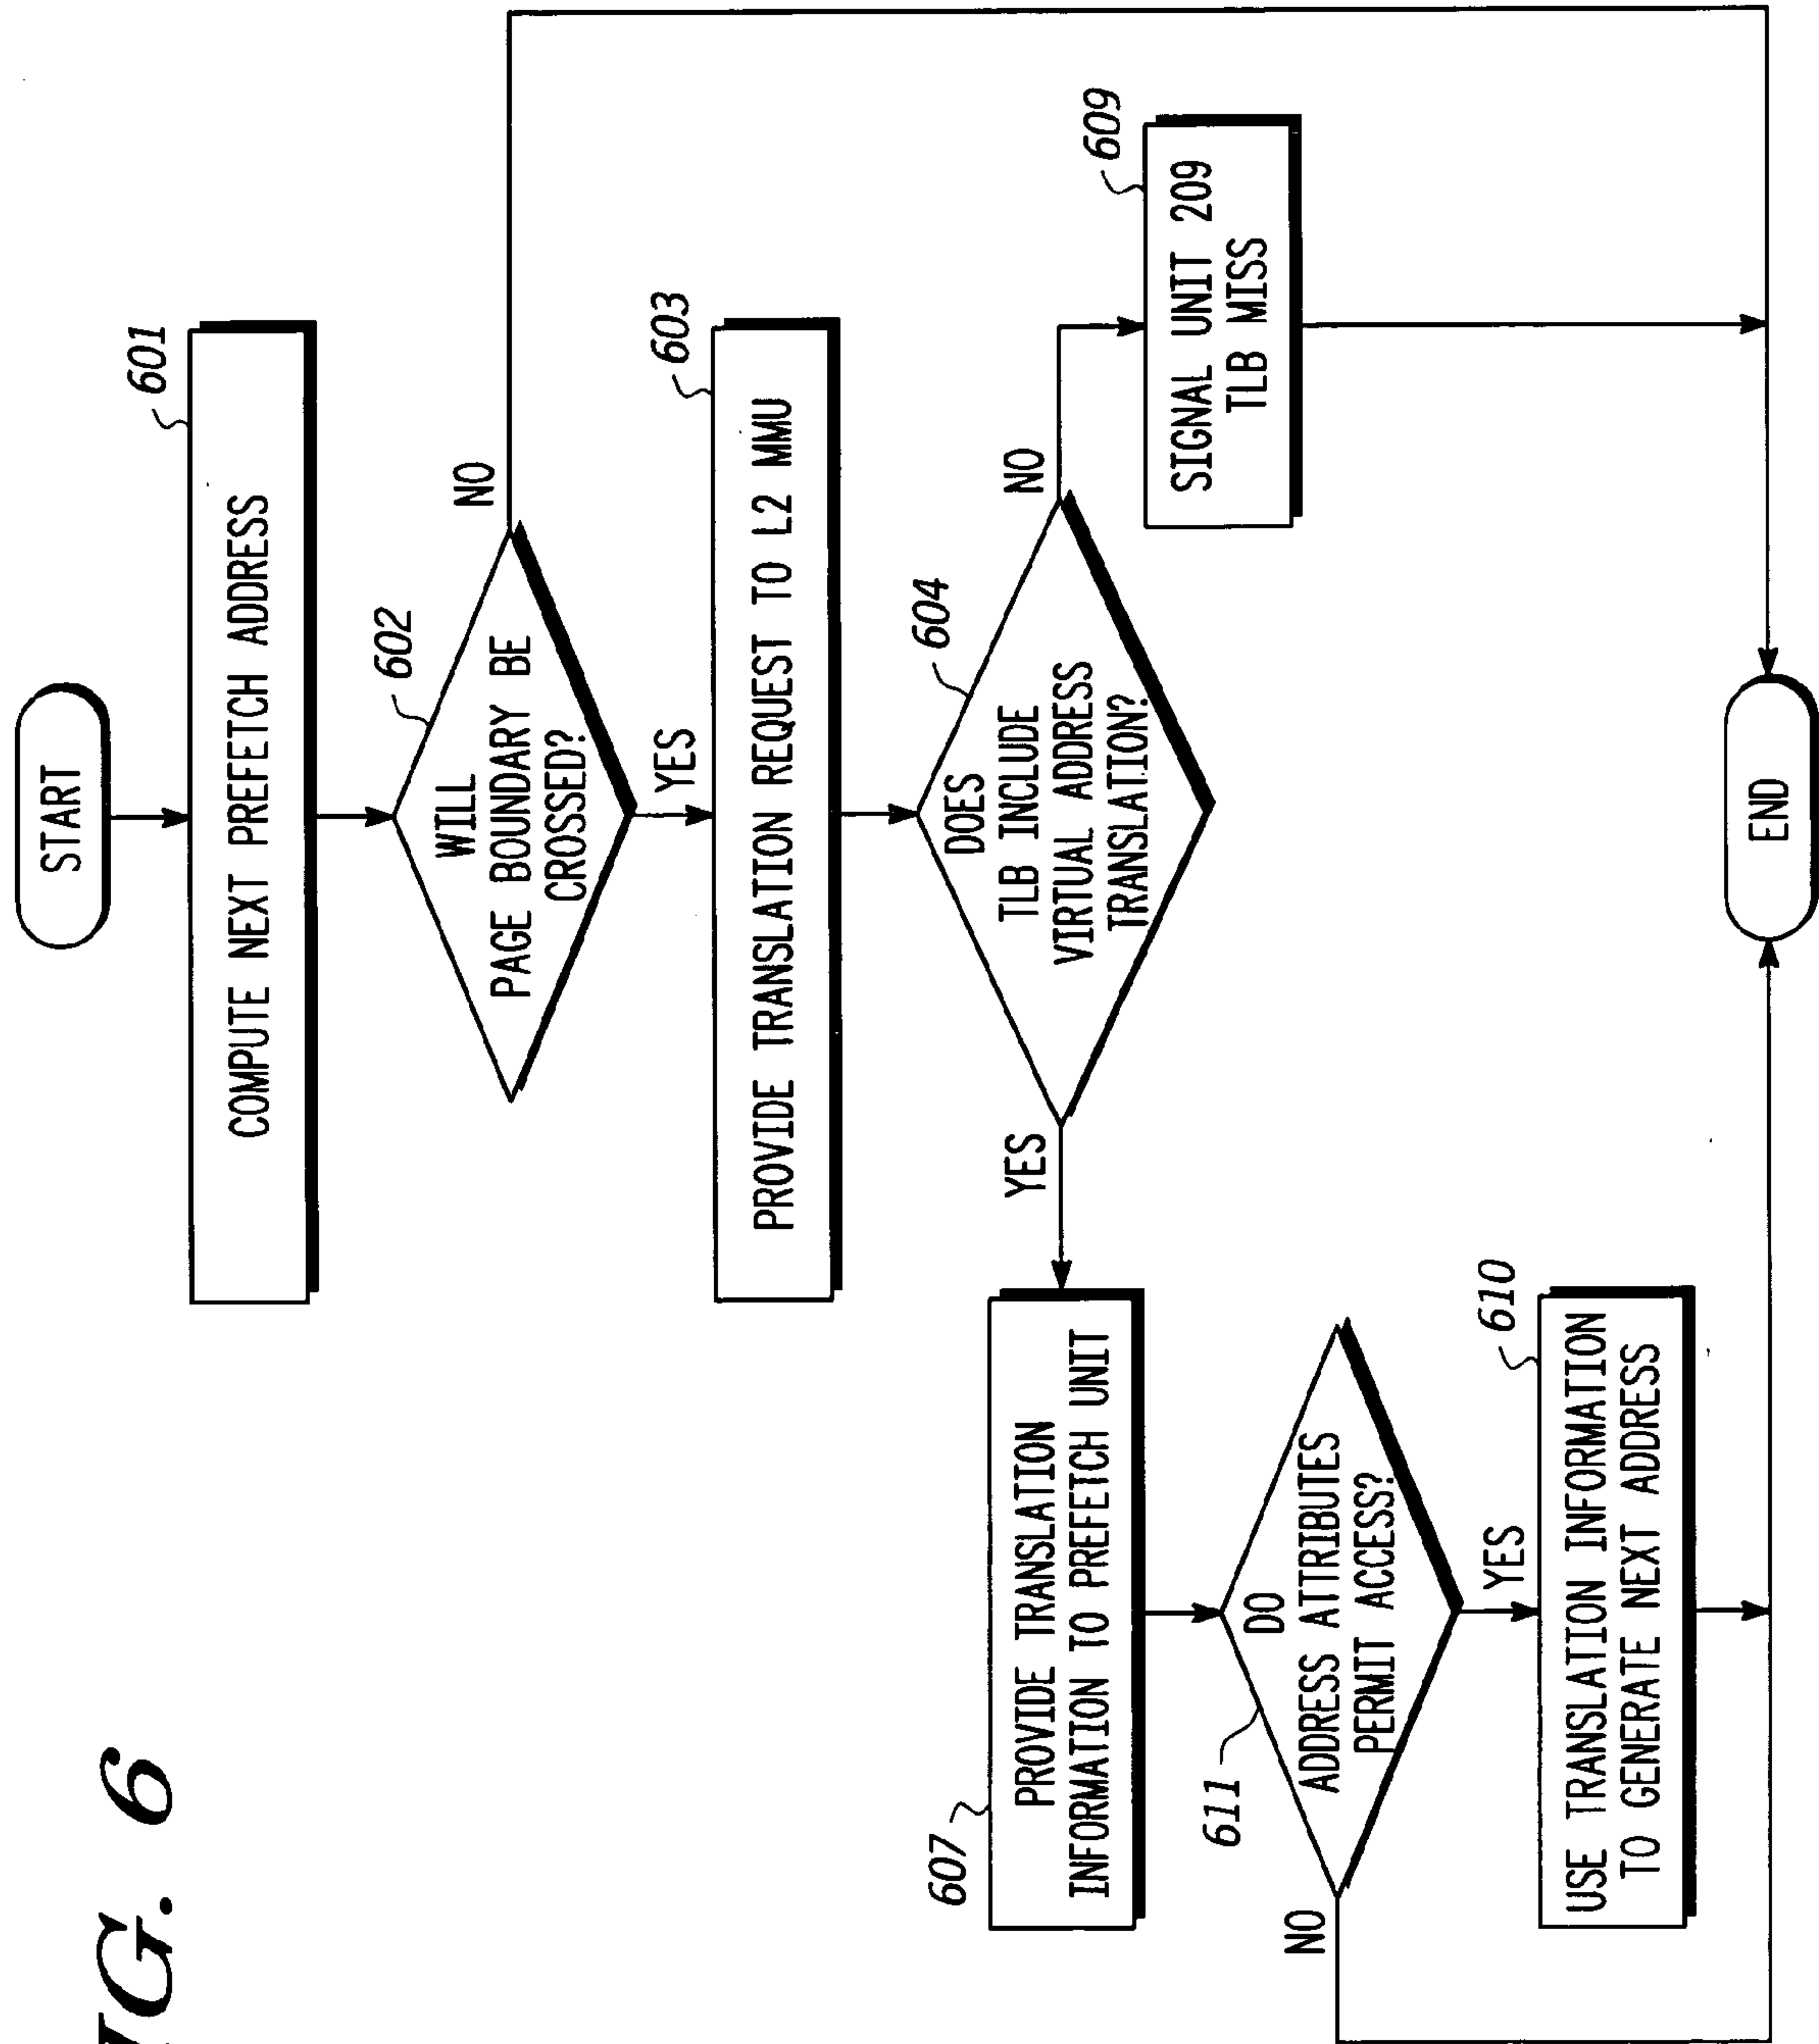 START
601
COMPUTE NEXT PREFETCH ADDRESS
602
WILL
PAGE BOUNDARY BE
CROSSED?
NO
YES
603
PROVIDE TRANSLATION REQUEST TO L2 MMU
604
DOES
TLB INCLUDE
VIRTUAL ADDRESS
TRANSLATION?
NO
YES
609
SIGNAL UNIT 209
TLB MISS
607
PROVIDE TRANSLATION
INFORMATION TO PREFETCH UNIT
611
DO
ADDRESS ATTRIBUTES
PERMIT ACCESS?
NO
YES
610
USE TRANSLATION INFORMATION
TO GENERATE NEXT ADDRESS
END
IG. 6